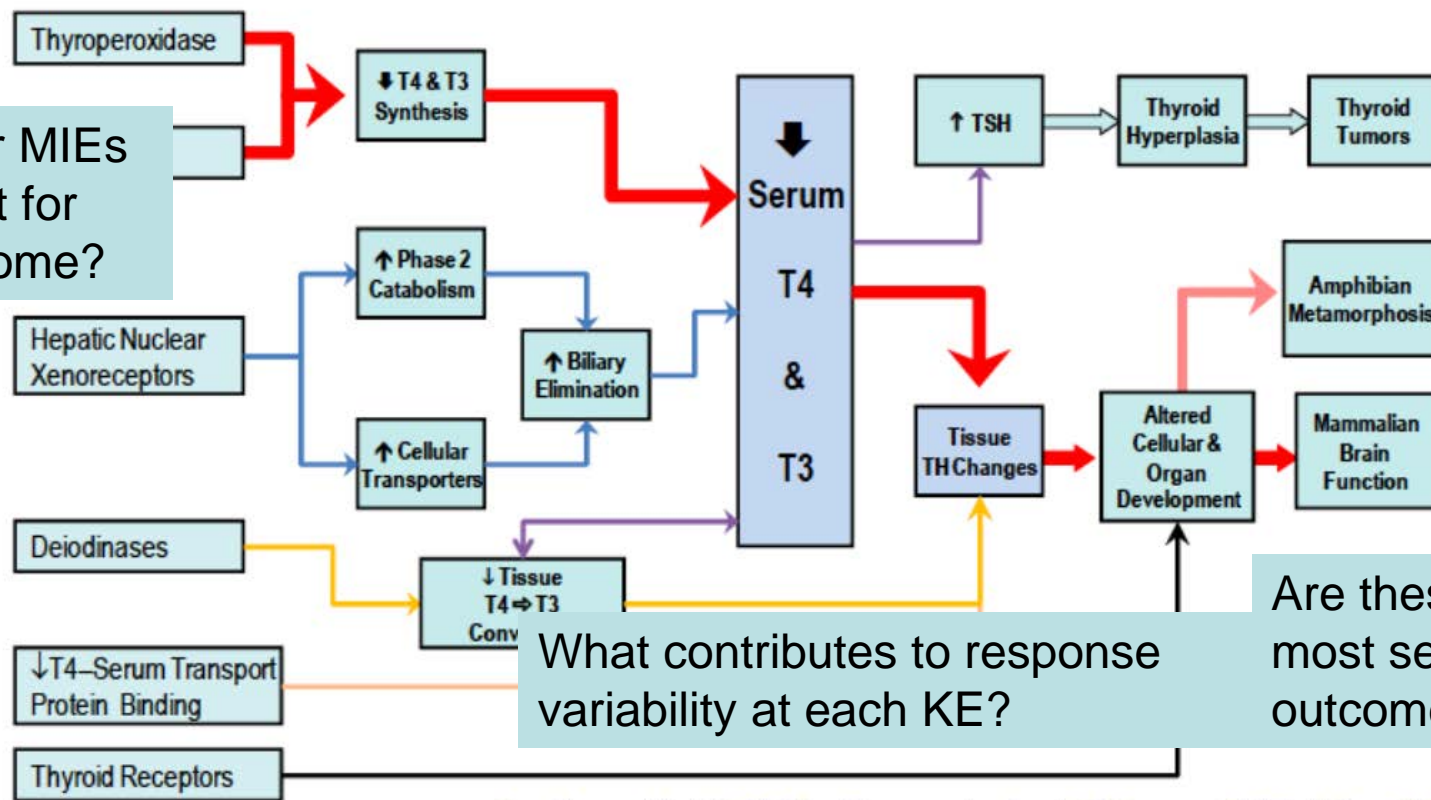 Thyroperoxidase
r MIEs
t for
ome?
Hepatic Nuclear
Xenoreceptors
Deiodinases
↓T4–Serum Transport
Protein Binding
Thyroid Receptors
⬇ T4 & T3
Synthesis
↑ Phase 2
Catabolism
↑ Cellular
Transporters
↑ Biliary
Elimination
↓ Tissue
T4 ⇒ T3
Conv
⬇
Serum
T4
&
T3
↑ TSH
Thyroid
Hyperplasia
Thyroid
Tumors
Tissue
TH Changes
Altered
Cellular &
Organ
Development
Amphibian
Metamorphosis
Mammalian
Brain
Function
What contributes to response
variability at each KE?
Are thes
most se
outcom